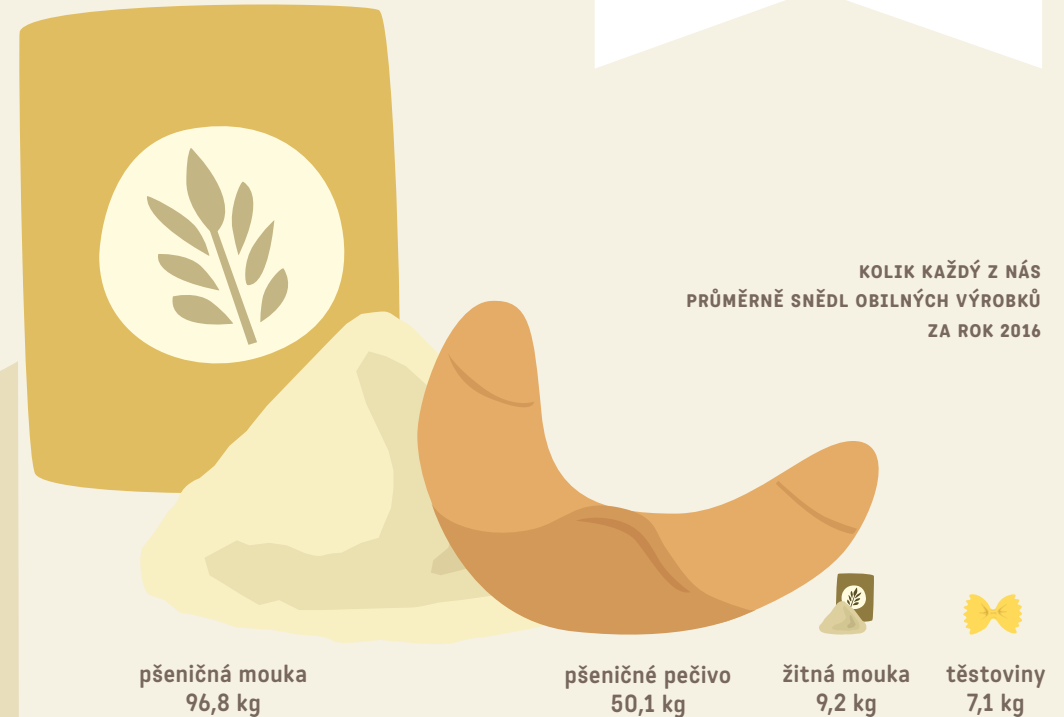 KOLIK KAŽDÝ Z NÁS
PRŮMĚRNĚ SNĚDL OBILNÝCH VÝROBKŮ
ZA ROK 2016
pšeničná mouka
96,8 kg
pšeničné pečivo
50,1 kg
žitná mouka
9,2 kg
těstoviny
7,1 kg